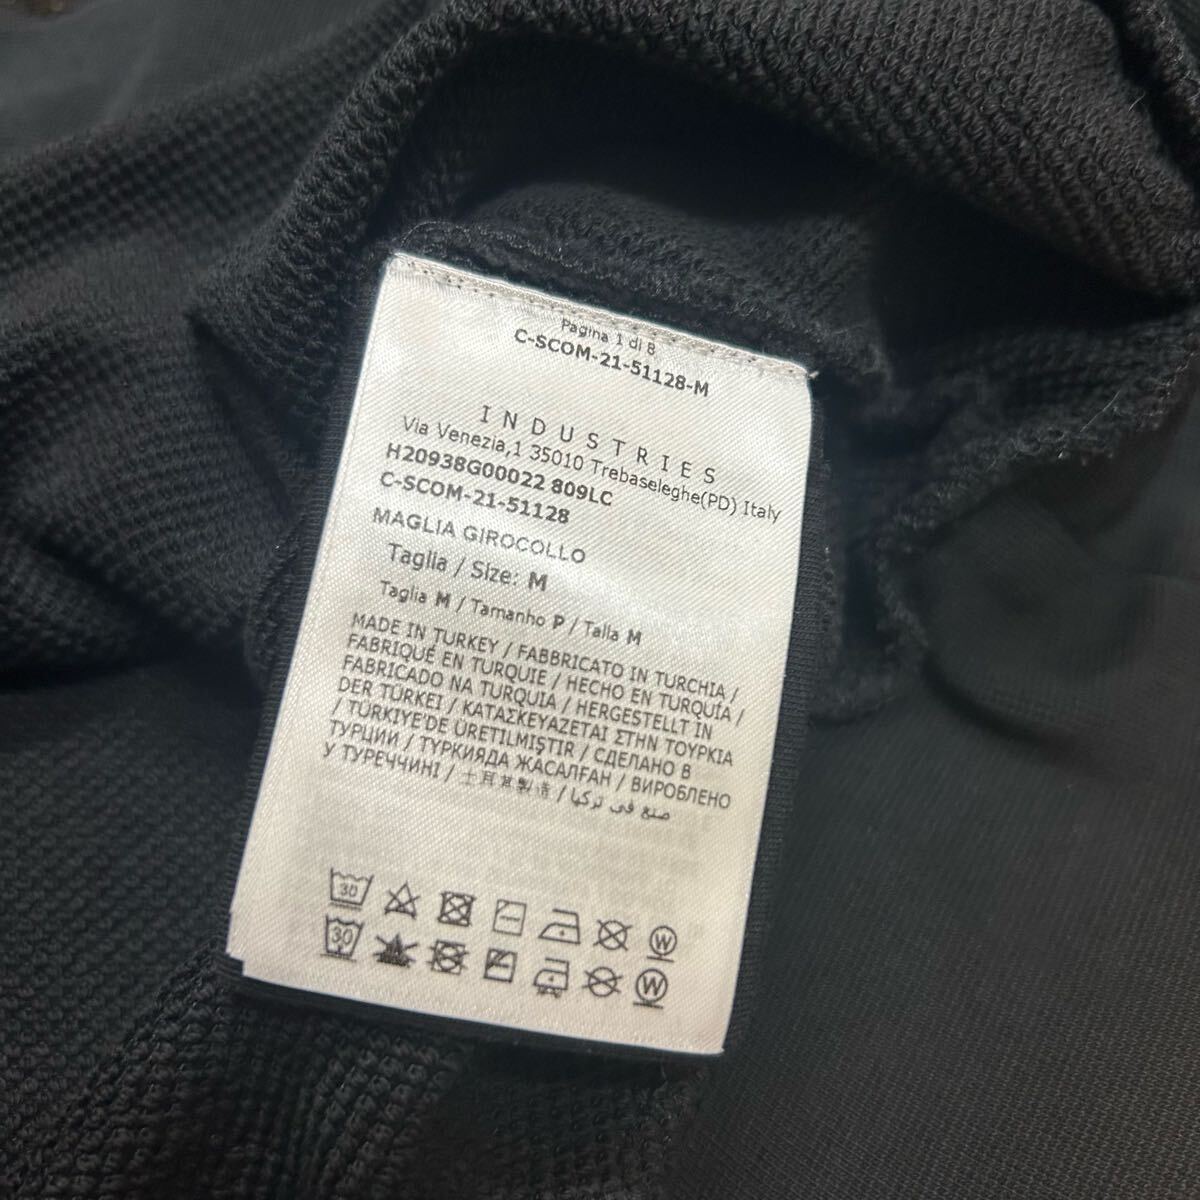 Pagina 1 di 8
C-SCOM-21-51128-M
INDUSTRIES
Via Venezia,1 35010 Trebaseleghe(PD) Italy
H20938G00022 809LC
C-SCOM-21-51128
MAGLIA GIROCOLLO
Taglia / Size: M
Taglia M / Tamanho P / Talla M
MADE IN TURKEY / FABBRICATO IN TURCHIA /
FABRIQUÉ EN TURQUIE / HECHO EN TURQUÍA /
FABRICADO NA TURQUIA / HERGESTELLT IN
DER TÜRKEI / ΚΑΤΑΣΚΕΥΑΖΕΤΑΙ ΣΤΗΝ ΤΟΥΡΚΙΑ
/ TÜRKIYE'DE ÜRETILMIŞTIR / СДЕЛАНО В
ТУРЦИИ / ТҮРКИЯДА ЖАСАЛҒАН / ВИРОБЛЕНО
У ТУРЕЧЧИНІ / 土耳其製造 / صنع في تركيا
30 W
30 W